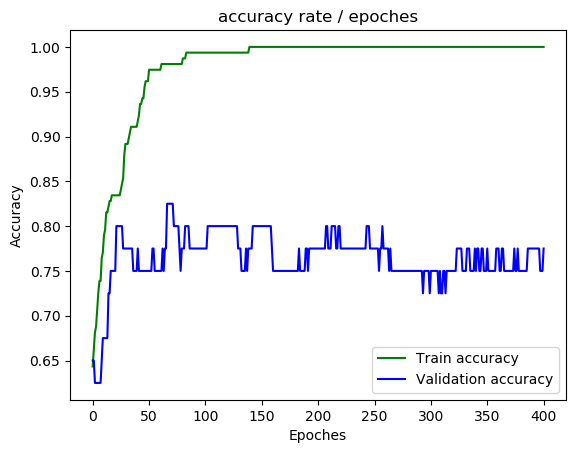 accuracy rate / epoches
Accuracy
1.00
0.95
0.90
0.85
0.80
0.75
0.70
0.65
Train accuracy
Validation accuracy
0 50 100 150 200 250 300 350 400
Epoches